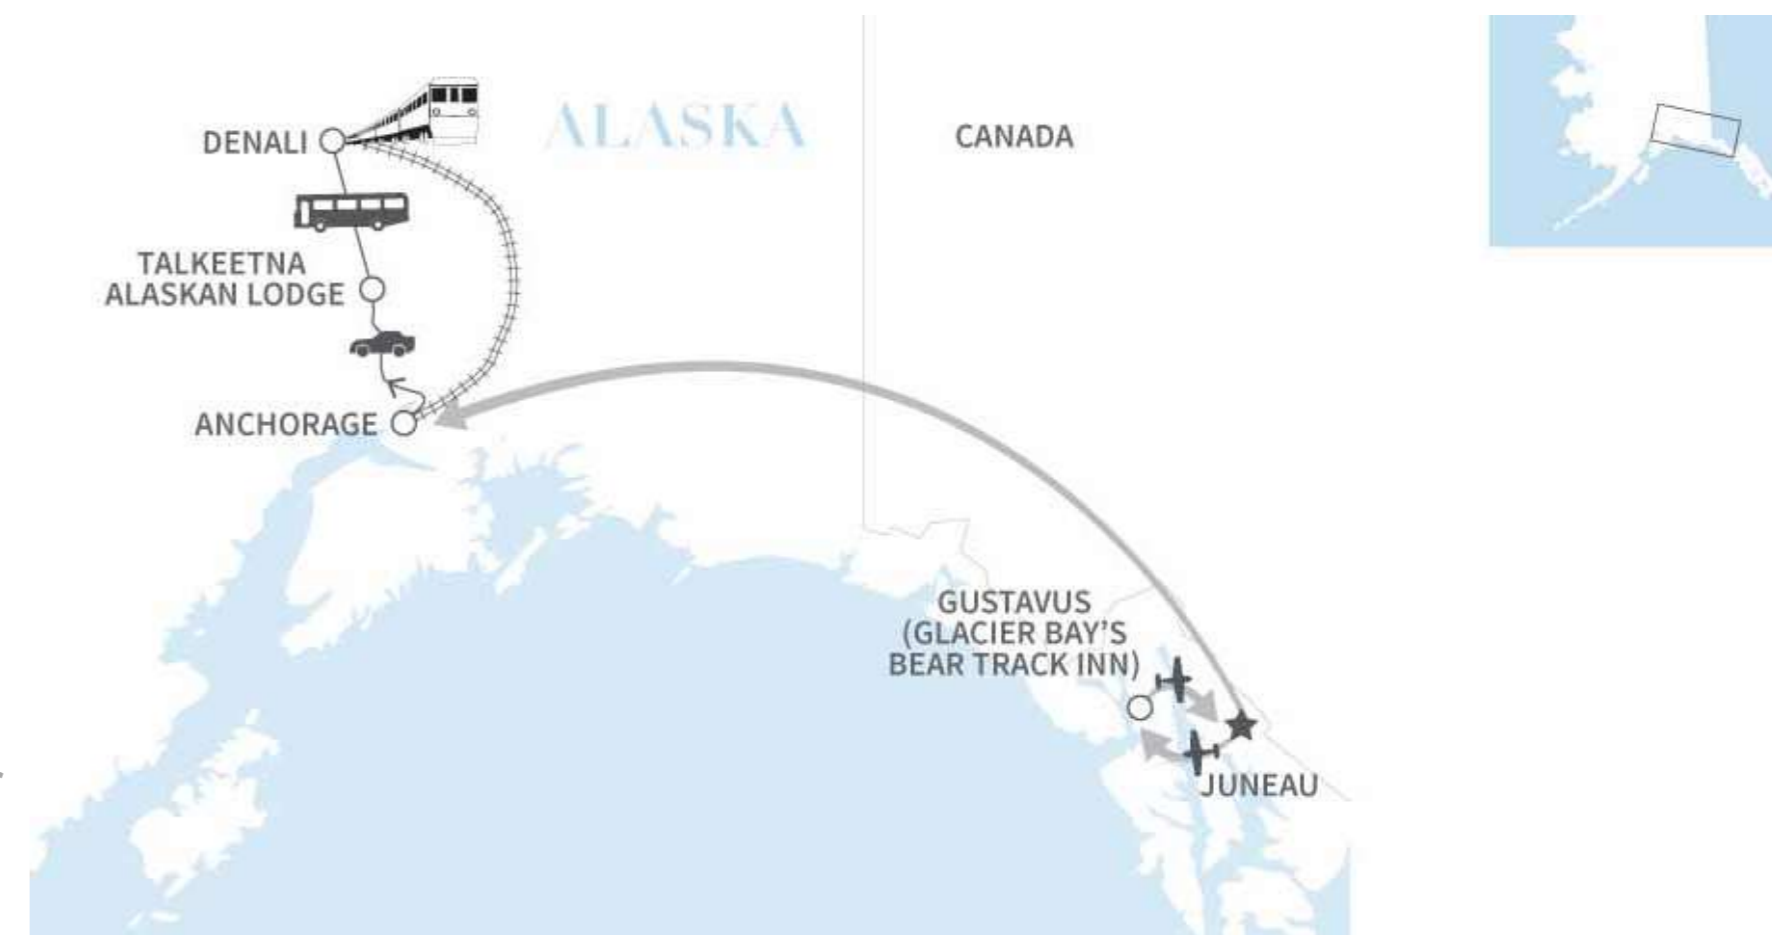 ALASKA
CANADA
DENALI
TALKEETNA
ALASKAN LODGE
ANCHORAGE
GUSTAVUS
(GLACIER BAY'S
BEAR TRACK INN)
JUNEAU